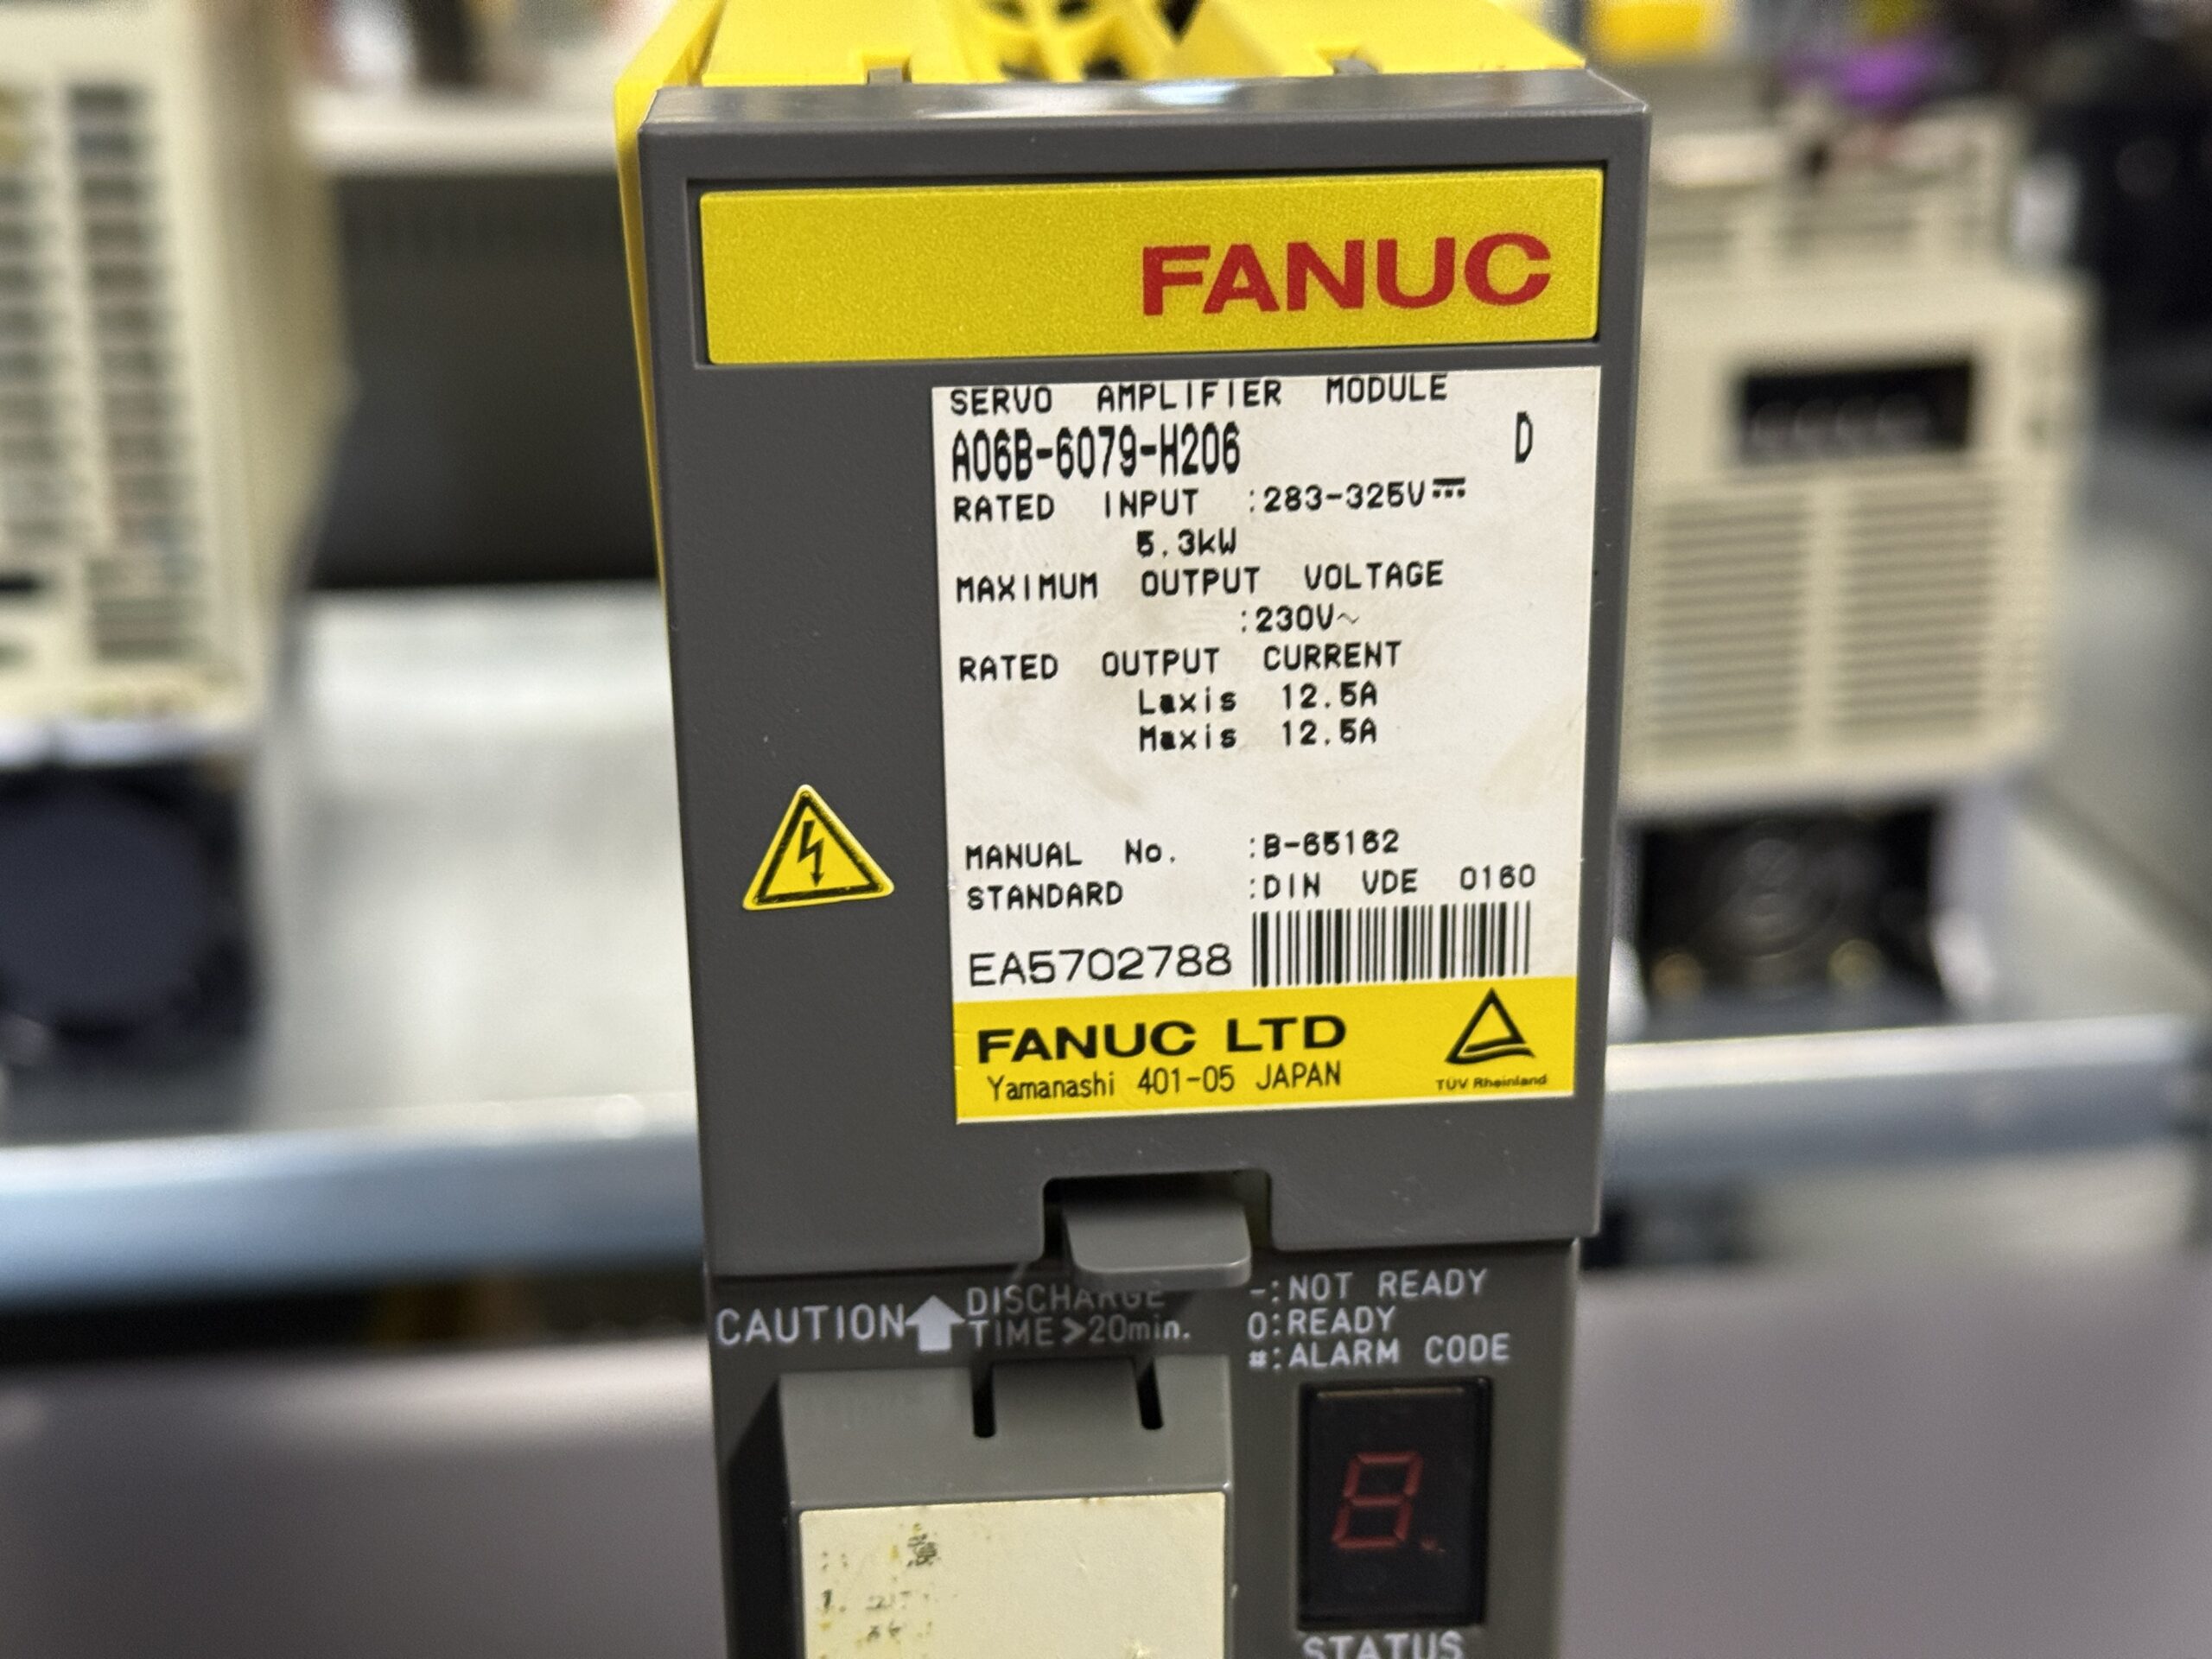 FANUC
SERVO AMPLIFIER MODULE
A06B-6079-H206 D
RATED INPUT :283-325V⎓
5.3kW
MAXIMUM OUTPUT VOLTAGE
:230V~
RATED OUTPUT CURRENT
Laxis 12.5A
Maxis 12.5A
MANUAL No. :B-65162
STANDARD :DIN VDE 0160
EA5702788
FANUC LTD
Yamanashi 401-05 JAPAN
TÜV Rheinland
CAUTION DISCHARGE
TIME>20min.
-:NOT READY
0:READY
#:ALARM CODE
8.
STATUS